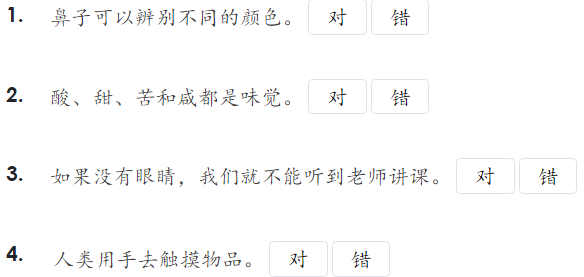 1. 鼻子可以辨别不同的颜色。 对 错
2. 酸、甜、苦和咸都是味觉。 对 错
3. 如果没有眼睛，我们就不能听到老师讲课。 对 错
4. 人类用手去触摸物品。 对 错